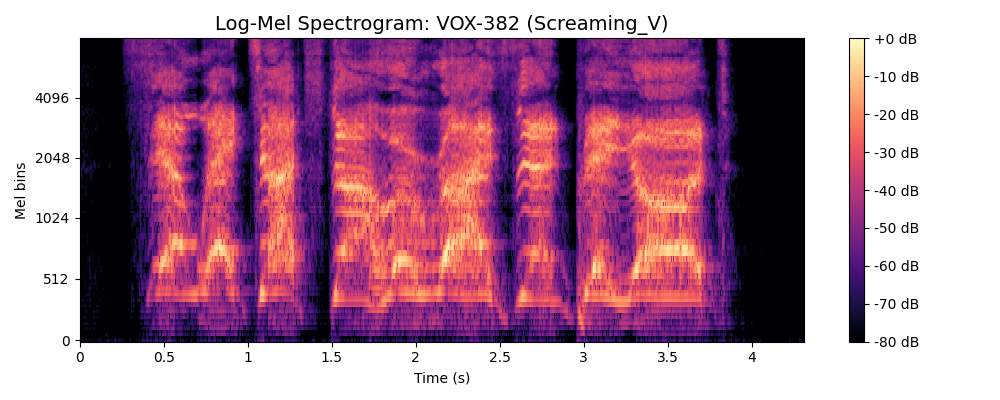 Log-Mel Spectrogram: VOX-382 (Screaming_V)
Mel bins
4096
2048
1024
512
0
0 0.5 1 1.5 2 2.5 3 3.5 4
Time (s)
+0 dB
-10 dB
-20 dB
-30 dB
-40 dB
-50 dB
-60 dB
-70 dB
-80 dB